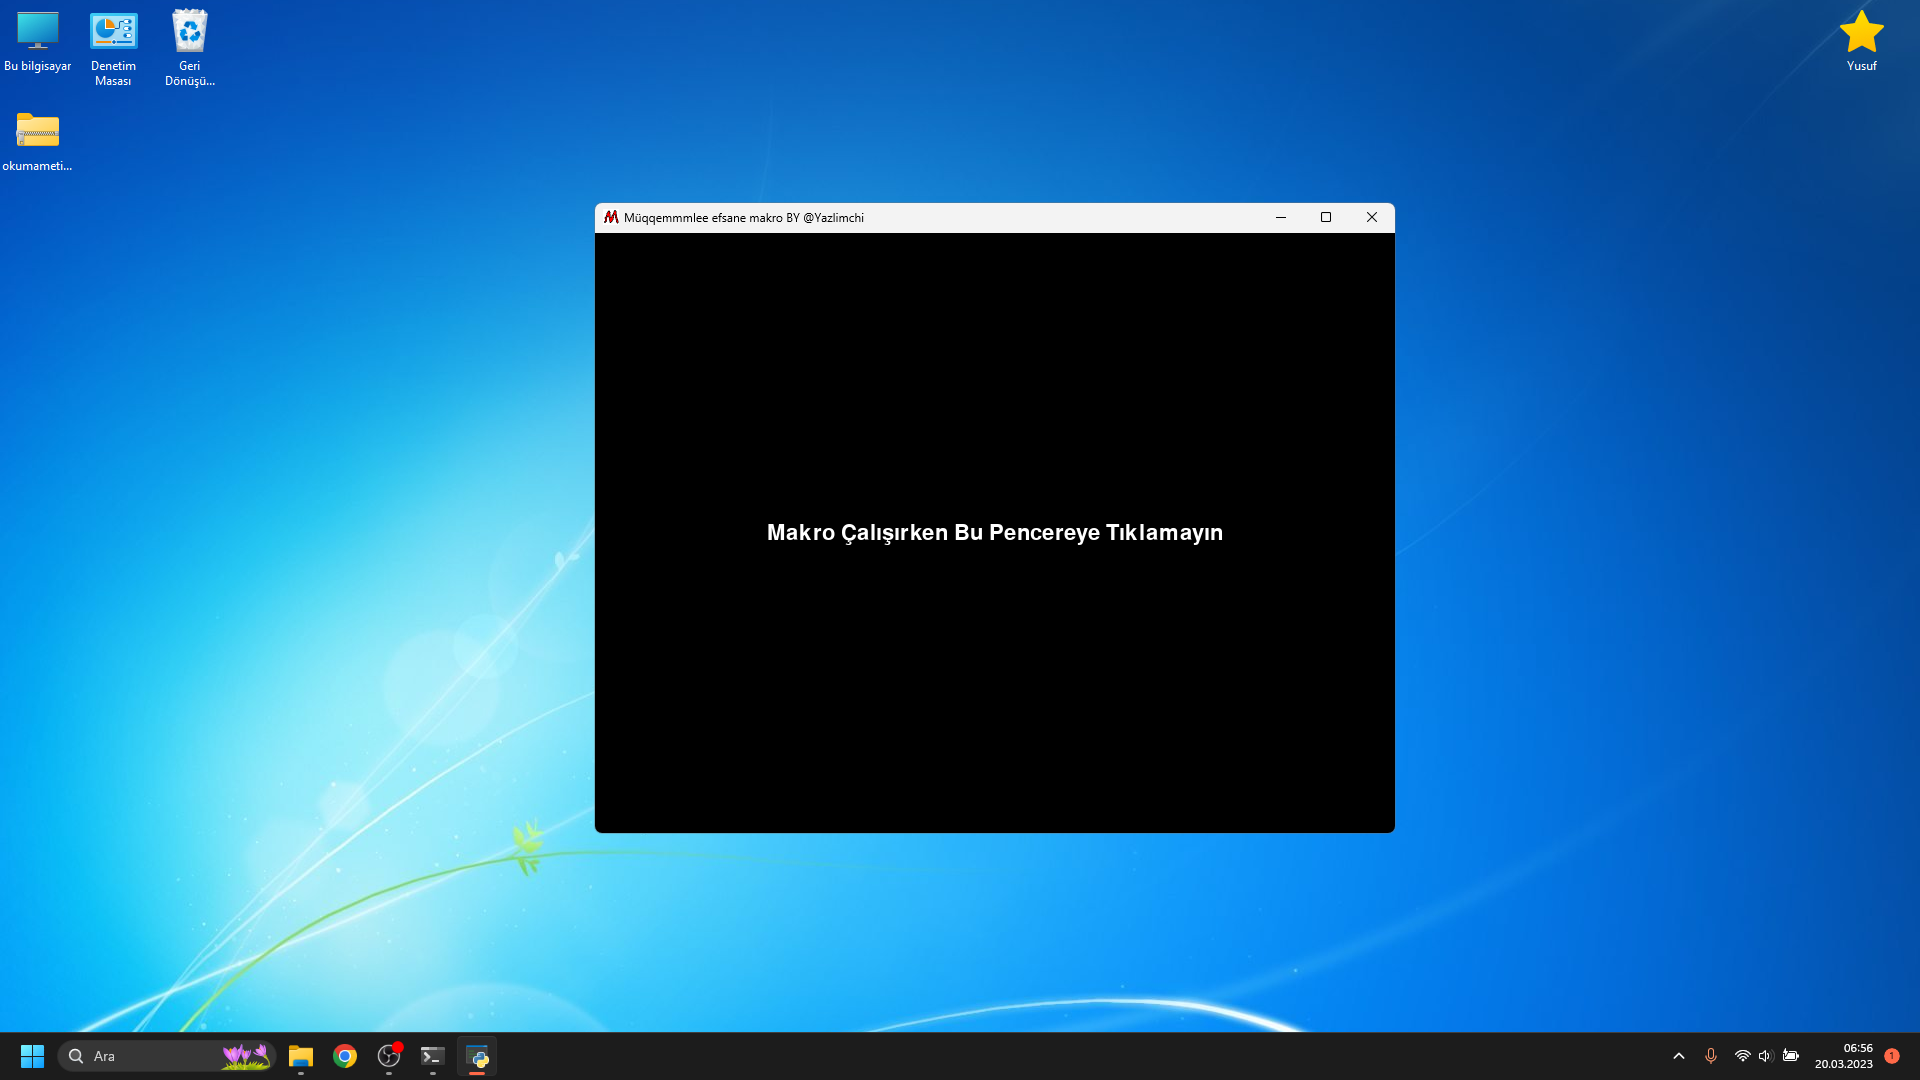 Bu bilgisayar
Denetim
Masası
Geri
Dönüşü...
Yusuf
okumameti...
Müqqemmmlee efsane makro BY @Yazlimchi
Makro Çalışırken Bu Pencereye Tıklamayın
Ara
06:56
20.03.2023
1